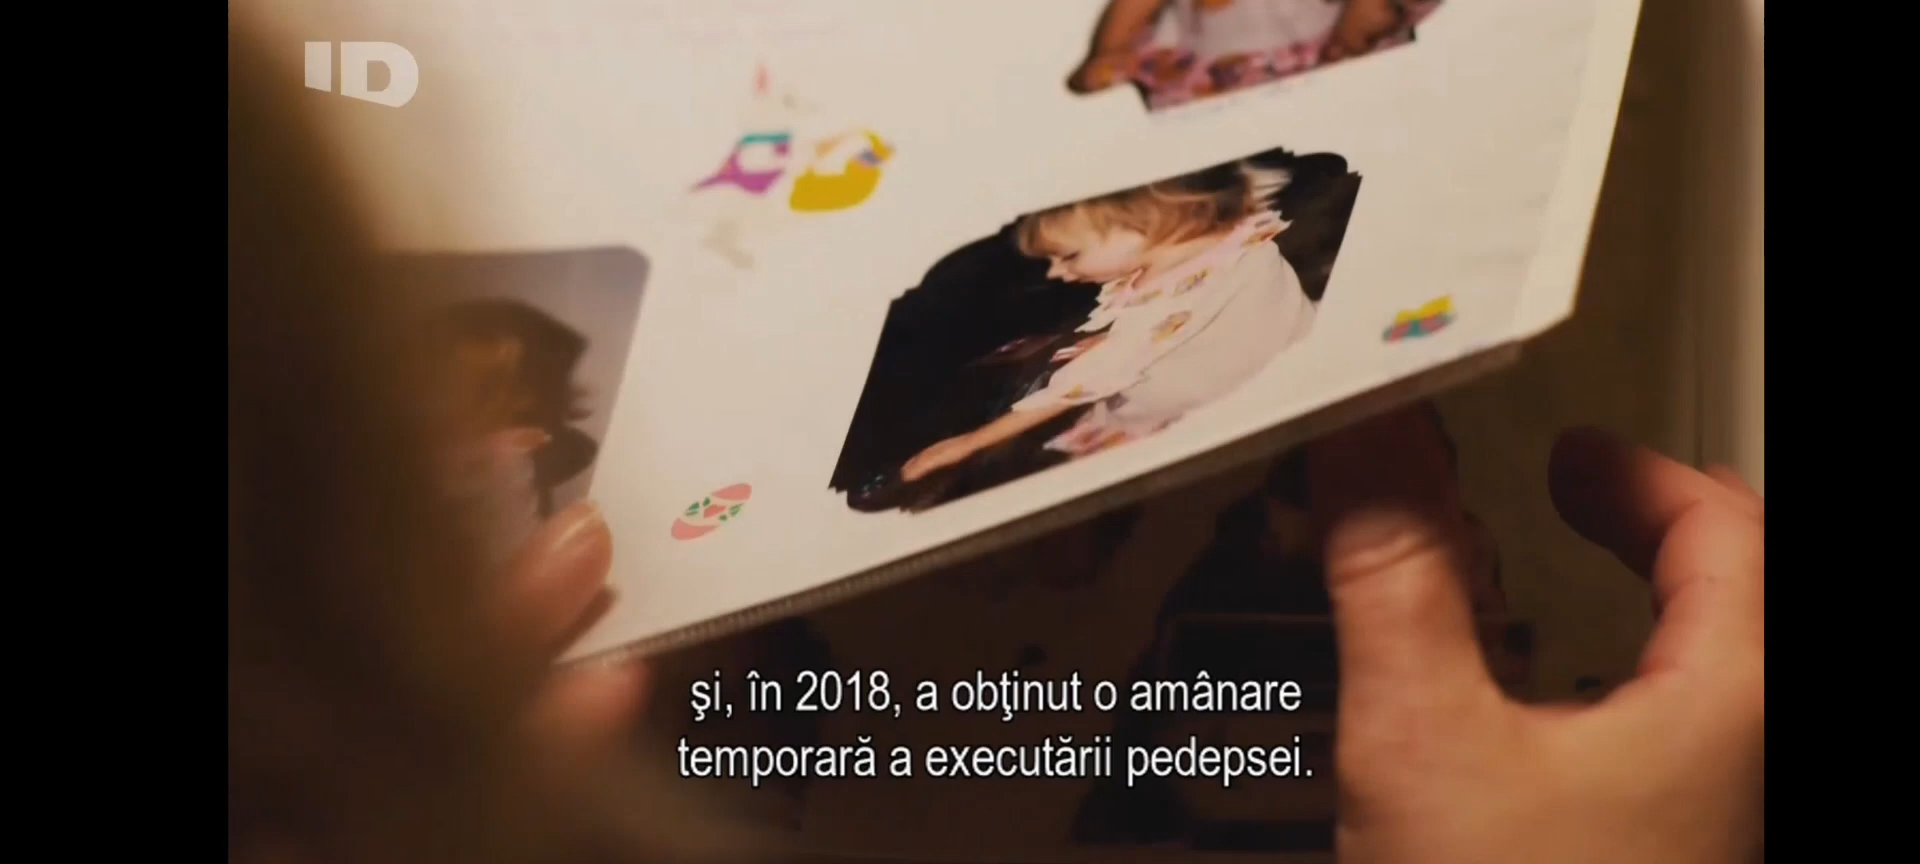 ID
şi, în 2018, a obţinut o amânare
temporară a executării pedepsei.